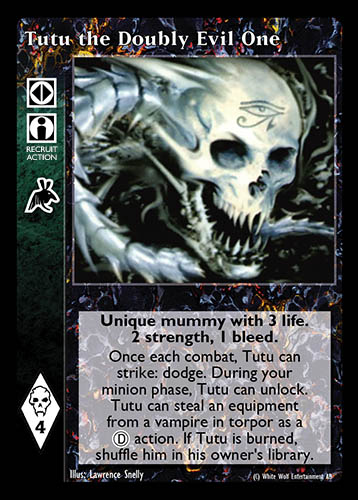 Tutu the Doubly Evil One
RECRUIT
ACTION
Unique mummy with 3 life.
2 strength, 1 bleed.
Once each combat, Tutu can
strike: dodge. During your
minion phase, Tutu can unlock.
Tutu can steal an equipment
from a vampire in torpor as a
Ⓓ action. If Tutu is burned,
shuffle him in his owner's library.
4
Illus: Lawrence Snelly
(C) White Wolf Entertainment AB